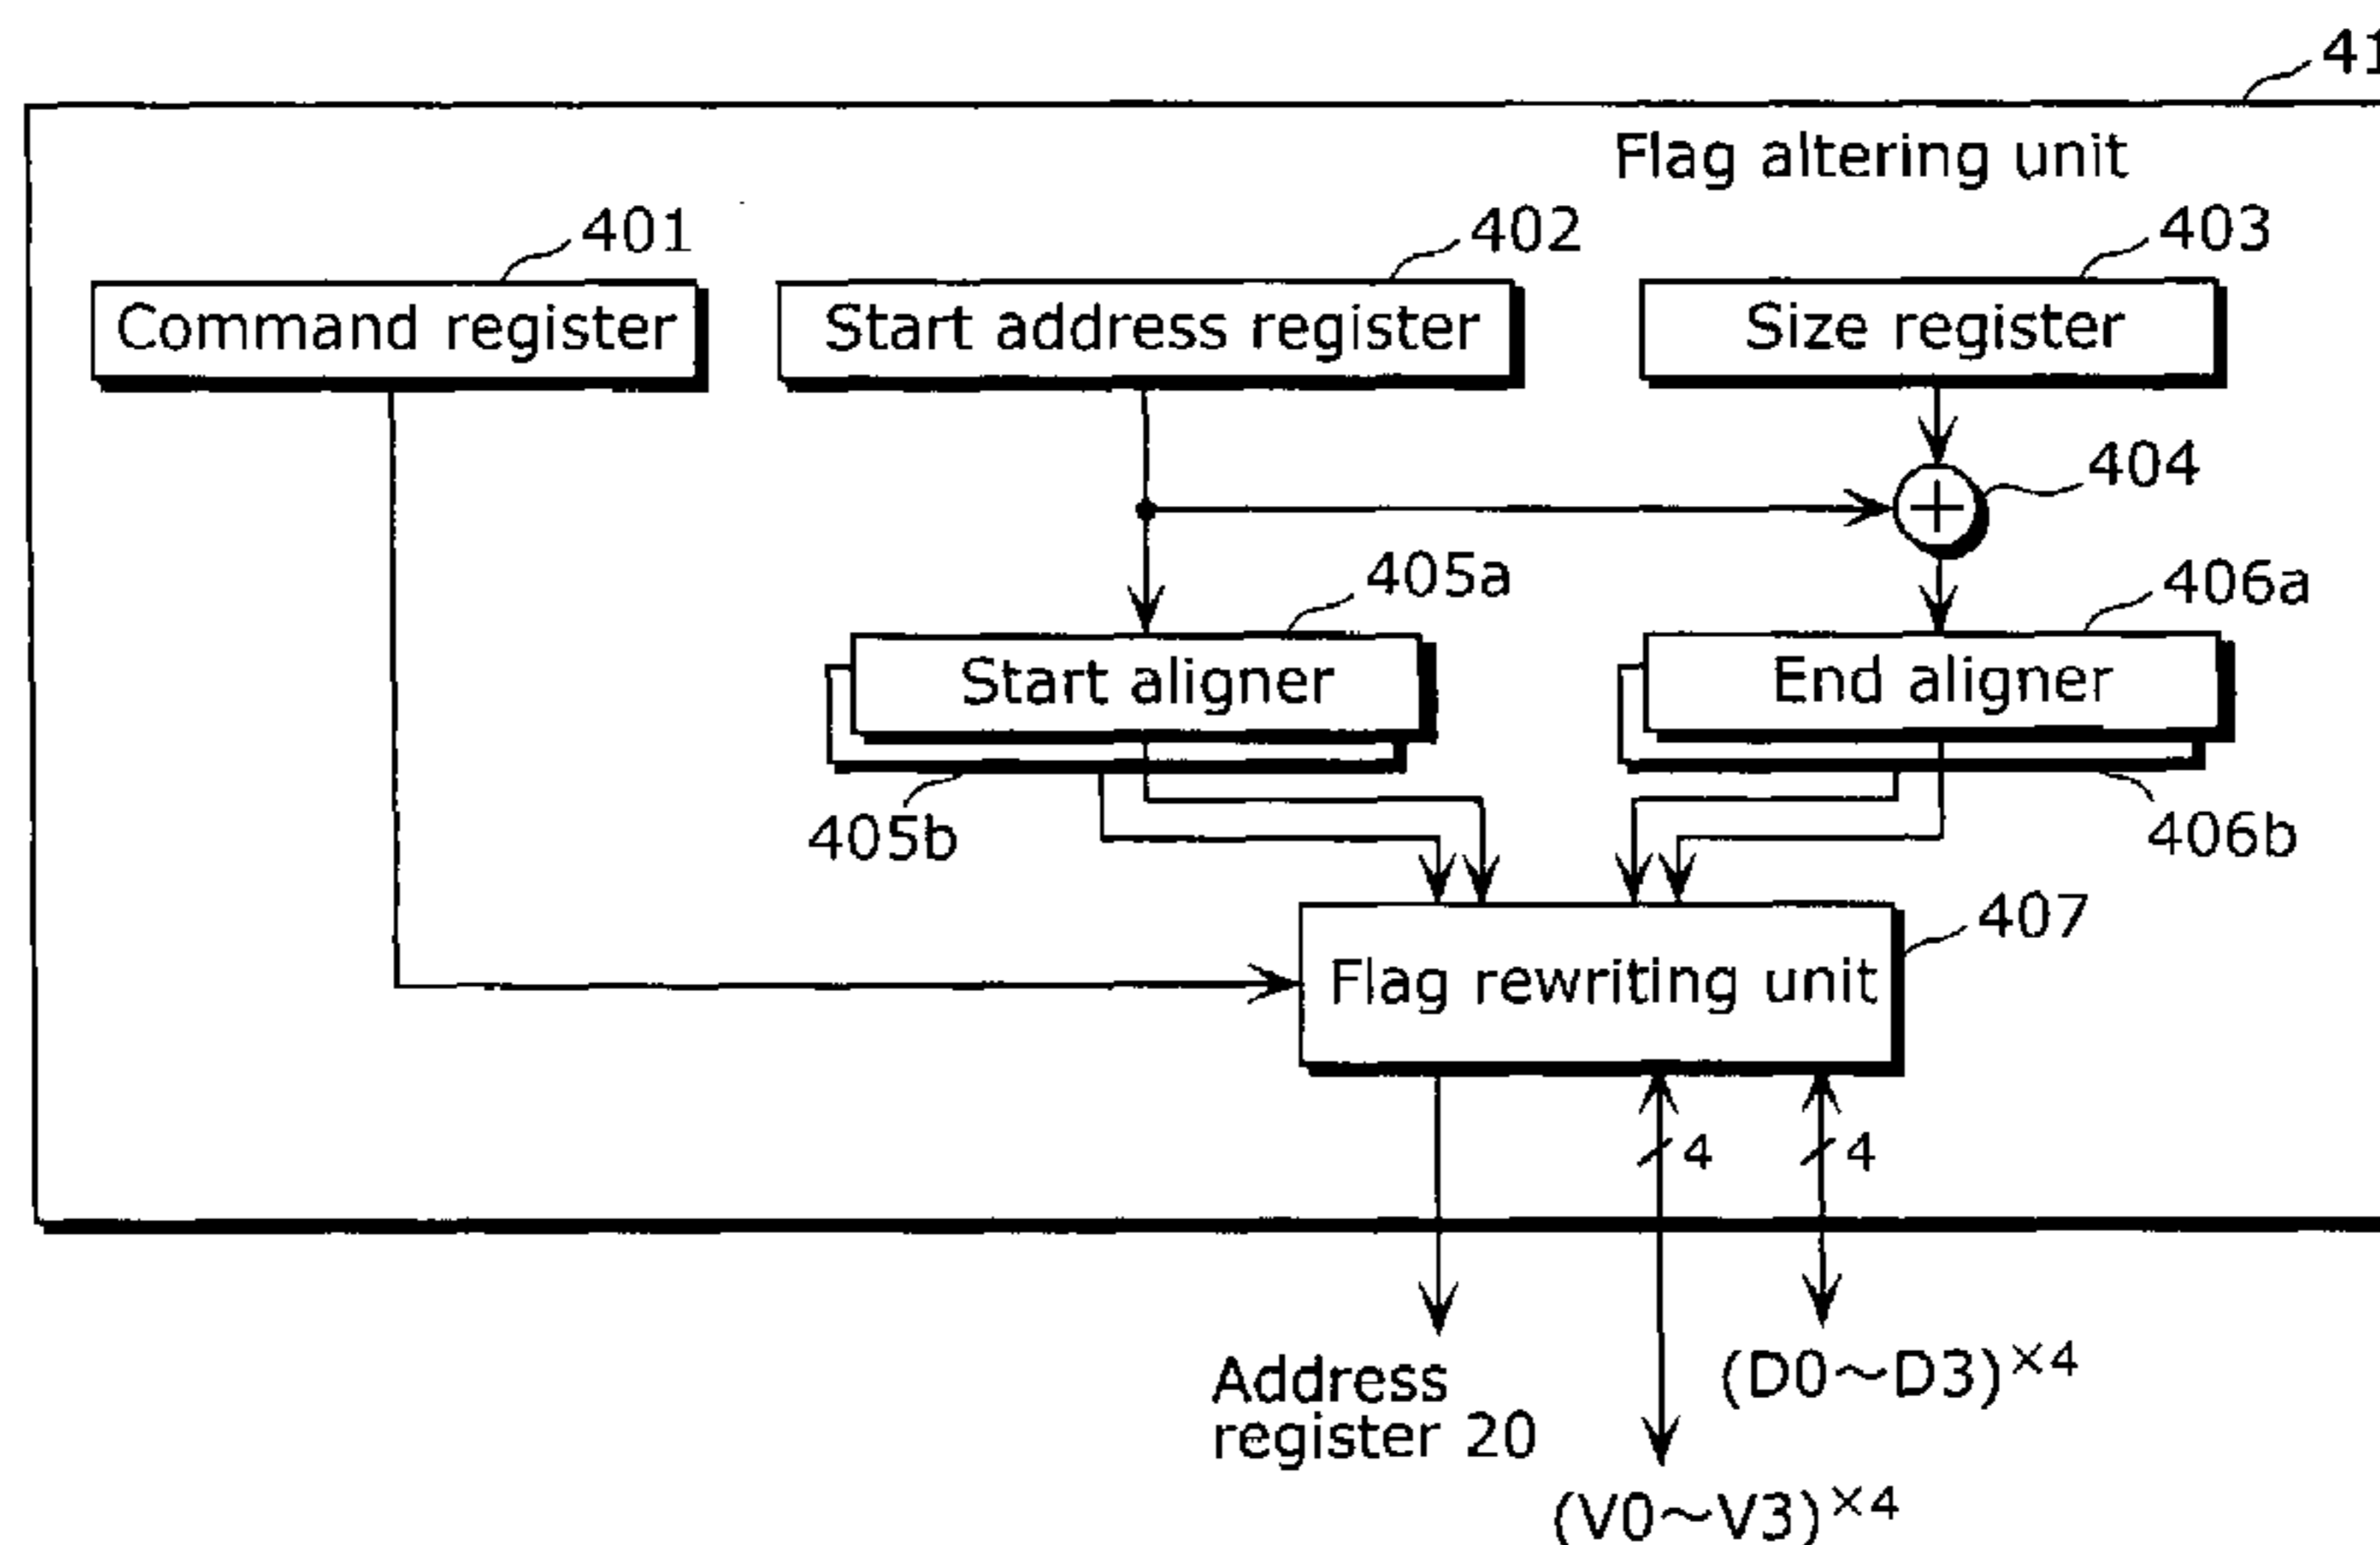 41
Flag altering unit
401
402
403
Command register
Start address register
Size register
404
405a
406a
Start aligner
End aligner
405b
406b
407
Flag rewriting unit
4
4
Address
register 20
(D0~D3)×4
(V0~V3)×4